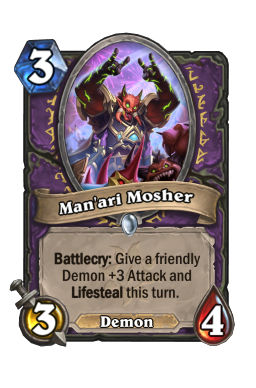 3
Man'ari Mosher
Battlecry: Give a friendly
Demon +3 Attack and
Lifesteal this turn.
3
Demon
4